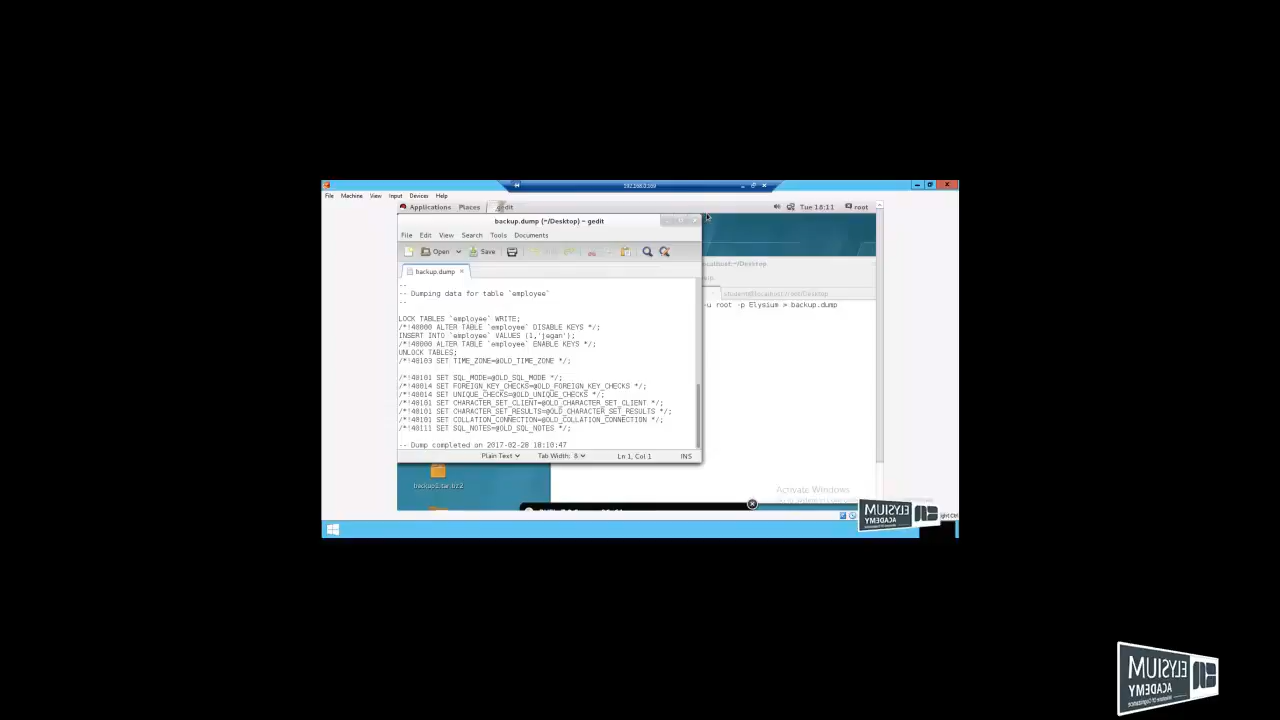 192.168.0.169
File Machine View Input Devices Help
Applications Places gedit Tue 18:11 root
backup.dump (~/Desktop) - gedit
File Edit View Search Tools Documents
Open Save
backup.dump
--
-- Dumping data for table `employee`
--
LOCK TABLES `employee` WRITE;
/*!40000 ALTER TABLE `employee` DISABLE KEYS */;
INSERT INTO `employee` VALUES (1,'jegan');
/*!40000 ALTER TABLE `employee` ENABLE KEYS */;
UNLOCK TABLES;
/*!40103 SET TIME_ZONE=@OLD_TIME_ZONE */;
/*!40101 SET SQL_MODE=@OLD_SQL_MODE */;
/*!40014 SET FOREIGN_KEY_CHECKS=@OLD_FOREIGN_KEY_CHECKS */;
/*!40014 SET UNIQUE_CHECKS=@OLD_UNIQUE_CHECKS */;
/*!40101 SET CHARACTER_SET_CLIENT=@OLD_CHARACTER_SET_CLIENT */;
/*!40101 SET CHARACTER_SET_RESULTS=@OLD_CHARACTER_SET_RESULTS */;
/*!40101 SET COLLATION_CONNECTION=@OLD_COLLATION_CONNECTION */;
/*!40111 SET SQL_NOTES=@OLD_SQL_NOTES */;
-- Dump completed on 2017-02-28 18:10:47
Plain Text Tab Width: 8 Ln 1, Col 1 INS
-u root -p Elysium > backup.dump
backup1.tar.bz2
Activate Windows
ELYSIUM
ACADEMY
ight Ctrl
ELYSIUM
ACADEMY